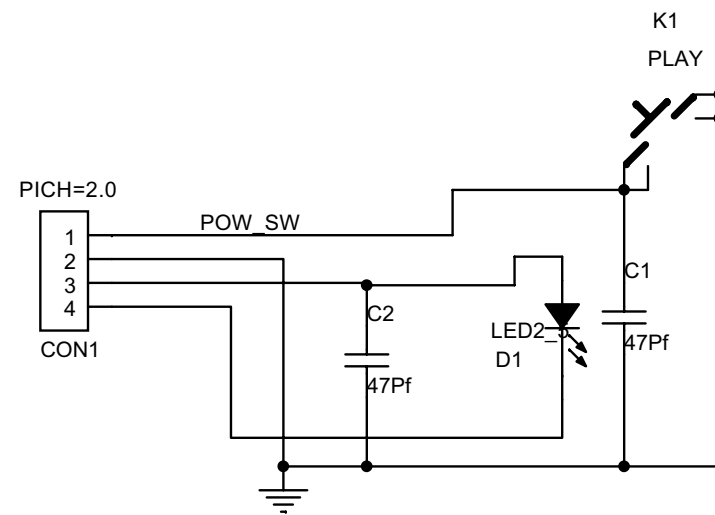 K1
PLAY
PICH=2.0
POW_SW
1
2
3
4
CON1
C1
C2
LED2_5
D1
47Pf
47Pf